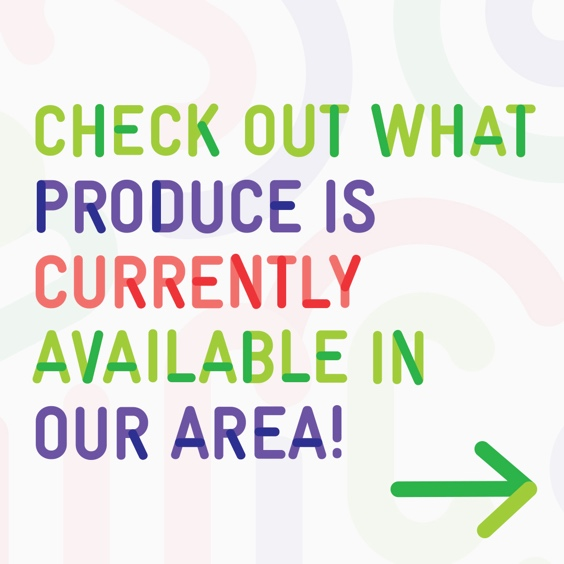 CHECK OUT WHAT
PRODUCE IS
CURRENTLY
AVAILABLE IN
OUR AREA!